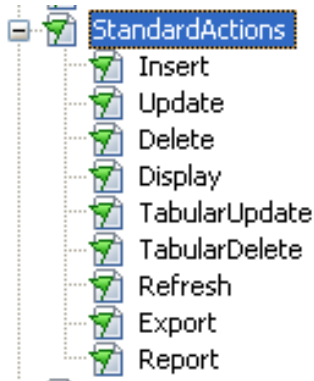 StandardActions
Insert
Update
Delete
Display
TabularUpdate
TabularDelete
Refresh
Export
Report